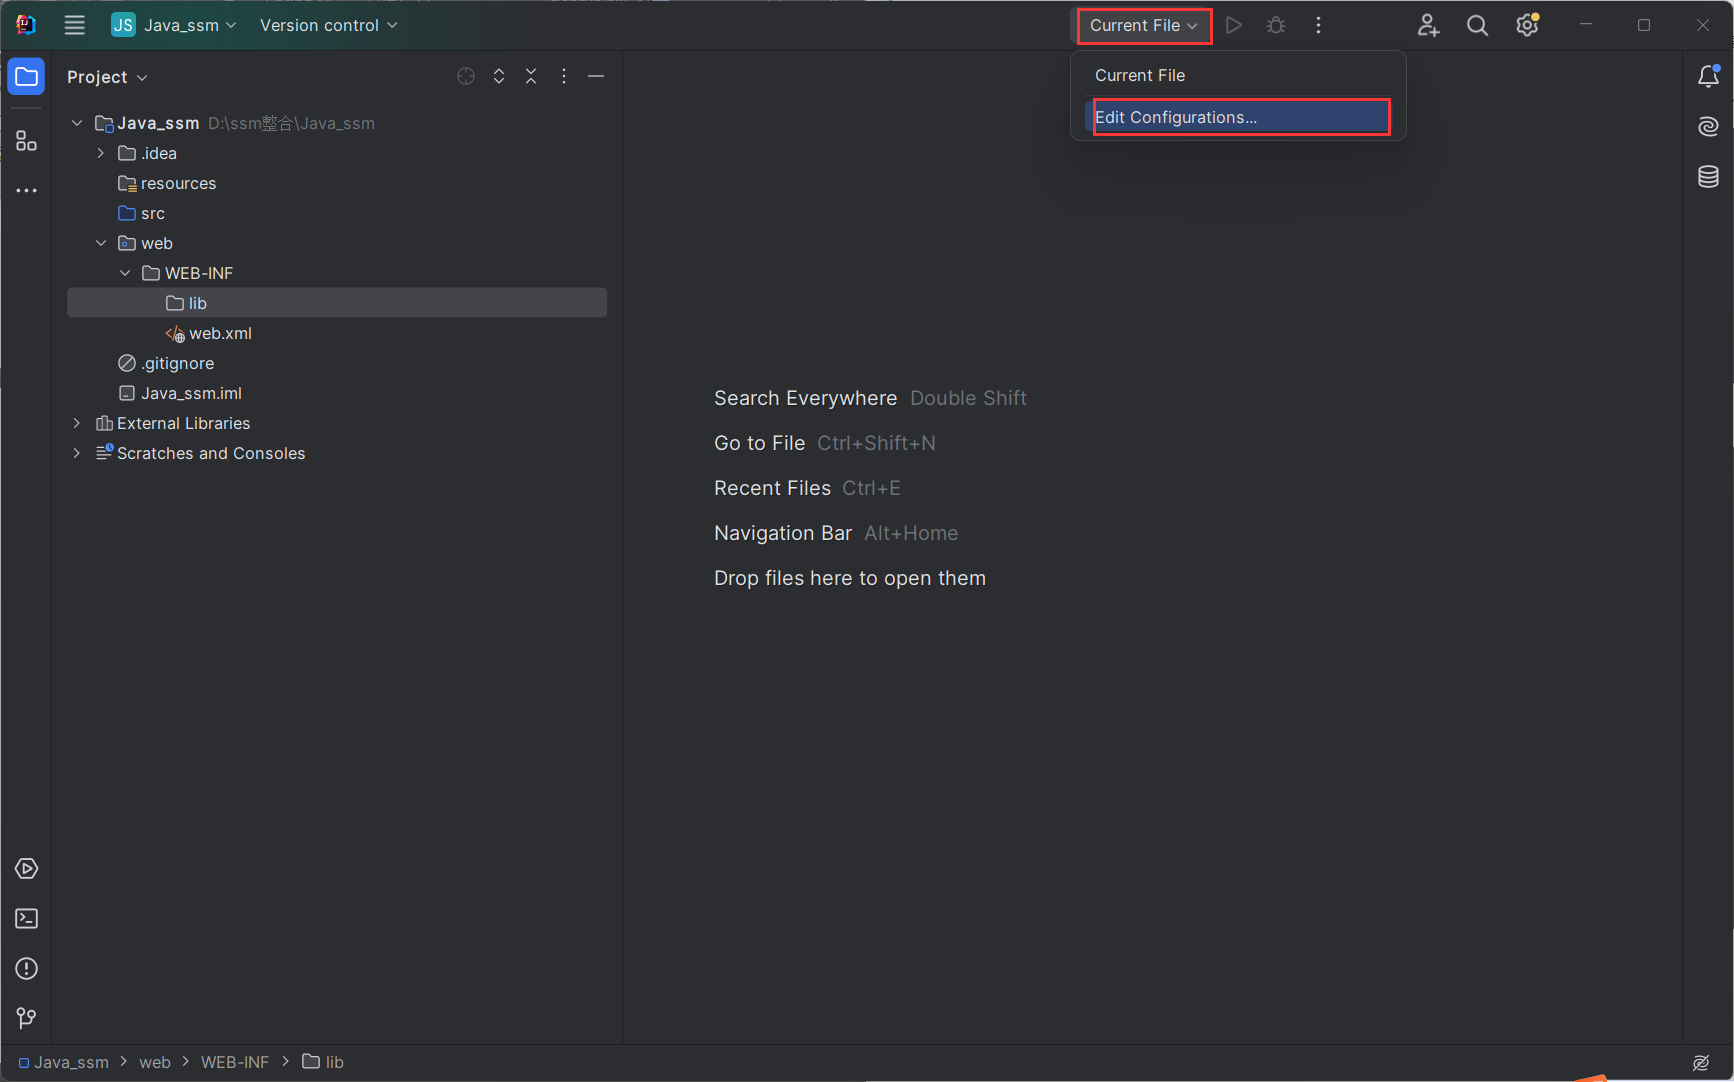 JS Java_ssm Version control Current File
Project
Current File
Edit Configurations...
Java_ssm D:\ssm整合\Java_ssm
.idea
resources
src
web
WEB-INF
lib
web.xml
.gitignore
Java_ssm.iml
External Libraries
Scratches and Consoles
Search Everywhere Double Shift
Go to File Ctrl+Shift+N
Recent Files Ctrl+E
Navigation Bar Alt+Home
Drop files here to open them
Java_ssm > web > WEB-INF > lib